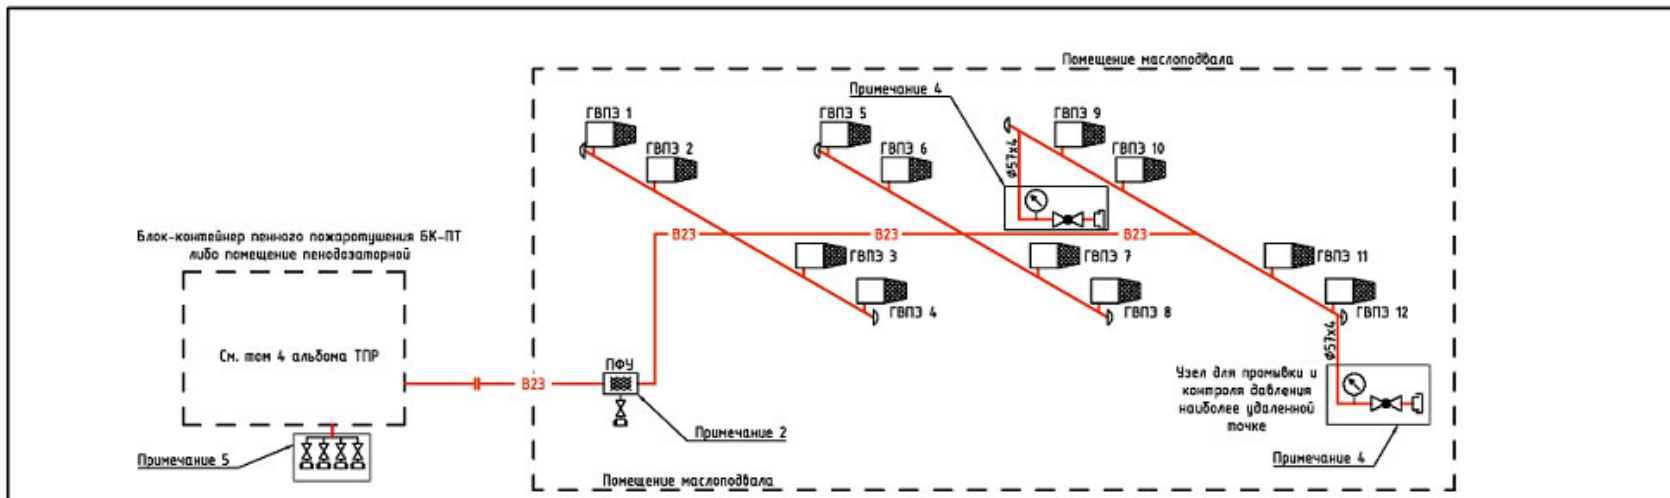 Помещение маслоподвала
Примечание 4
ГВПЭ 1
ГВПЭ 2
ГВПЭ 5
ГВПЭ 6
ГВПЭ 9
ГВПЭ 10
Ø57х4
Блок-контейнер пенного пожаротушения БК-ПТ
либо помещение пенодозаторной
В23
В23
В23
ГВПЭ 3
ГВПЭ 4
ГВПЭ 7
ГВПЭ 8
ГВПЭ 11
ГВПЭ 12
Ø57х4
См. том 4 альбома ТПР
В23
ПФУ
Узел для промывки и
контроля давления
наиболее удаленной
точке
Примечание 2
Примечание 5
Примечание 4
Помещение маслоподвала